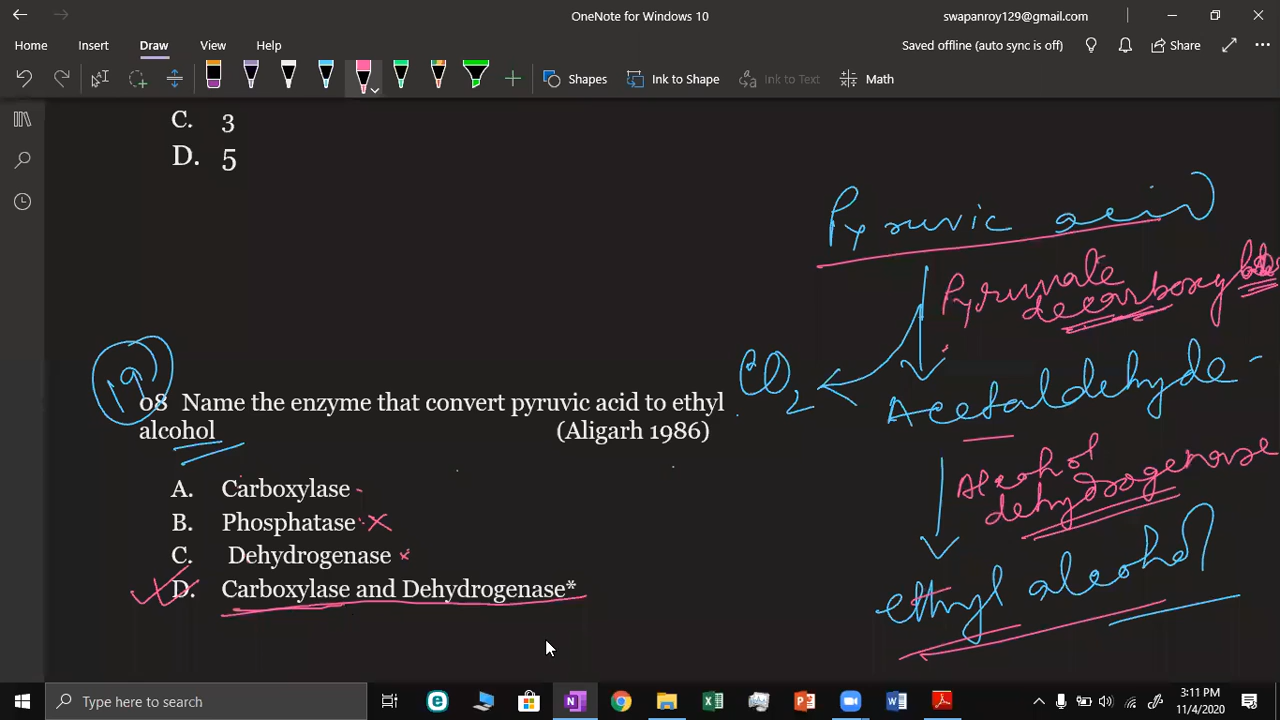 OneNote for Windows 10
swapanroy129@gmail.com
Home Insert Draw View Help
Saved offline (auto sync is off)
Share
Shapes
Ink to Shape
Ink to Text
Math
C. 3
D. 5
Pyruvic acid
Pyruvate
decarboxy
CO2
Acetaldehyde
Alcohol
dehydrogenase
ethyl alcohol
19
08 Name the enzyme that convert pyruvic acid to ethyl
alcohol (Aligarh 1986)
A. Carboxylase
B. Phosphatase
C. Dehydrogenase
D. Carboxylase and Dehydrogenase*
Type here to search
3:11 PM
11/4/2020